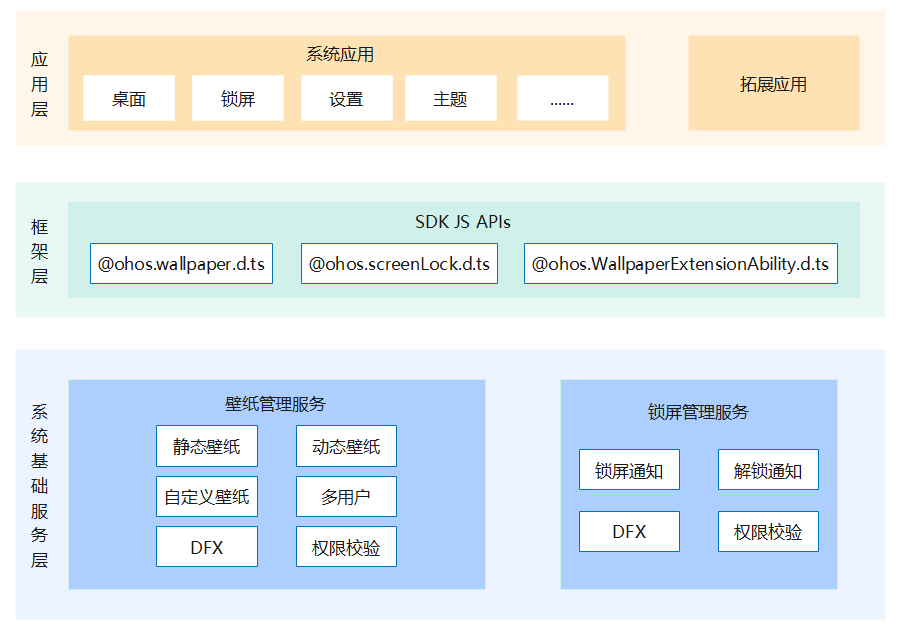 应用层
系统应用
桌面
锁屏
设置
主题
......
拓展应用
框架层
SDK JS APIs
@ohos.wallpaper.d.ts
@ohos.screenLock.d.ts
@ohos.WallpaperExtensionAbility.d.ts
系统基础服务层
壁纸管理服务
静态壁纸
动态壁纸
自定义壁纸
多用户
DFX
权限校验
锁屏管理服务
锁屏通知
解锁通知
DFX
权限校验